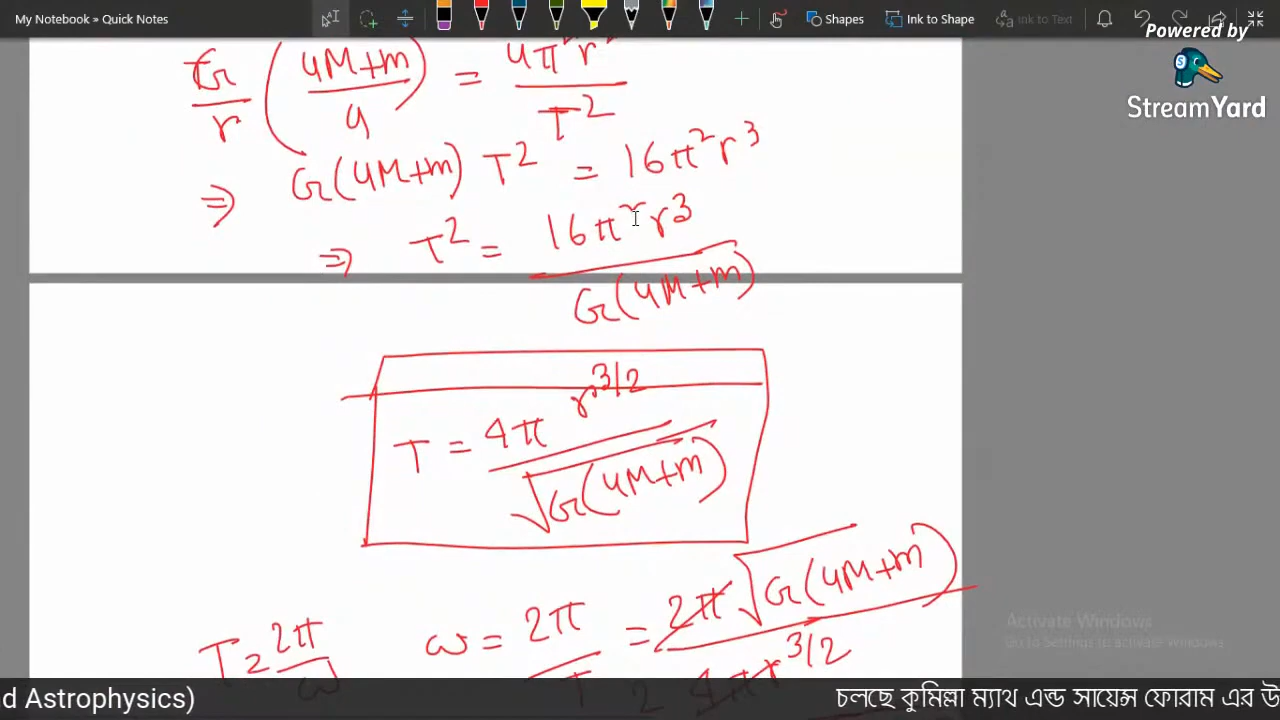 My Notebook » Quick Notes
Shapes Ink to Shape Ink to Text
Powered by
StreamYard
G/r ( (4M+m)/4 ) = 4π²r²/T²
⇒ G(4M+m) T² = 16π²r³
⇒ T² = 16π²r³ / G(4M+m)
T = 4π r^3/2 / √G(4M+m)
T = 2π/ω ω = 2π/T = 2π√G(4M+m) / 4πr^3/2
2
Activate Windows
Go to Settings to activate Windows.
d Astrophysics) চলছে কুমিল্লা ম্যাথ এন্ড সায়েন্স ফোরাম এর উ